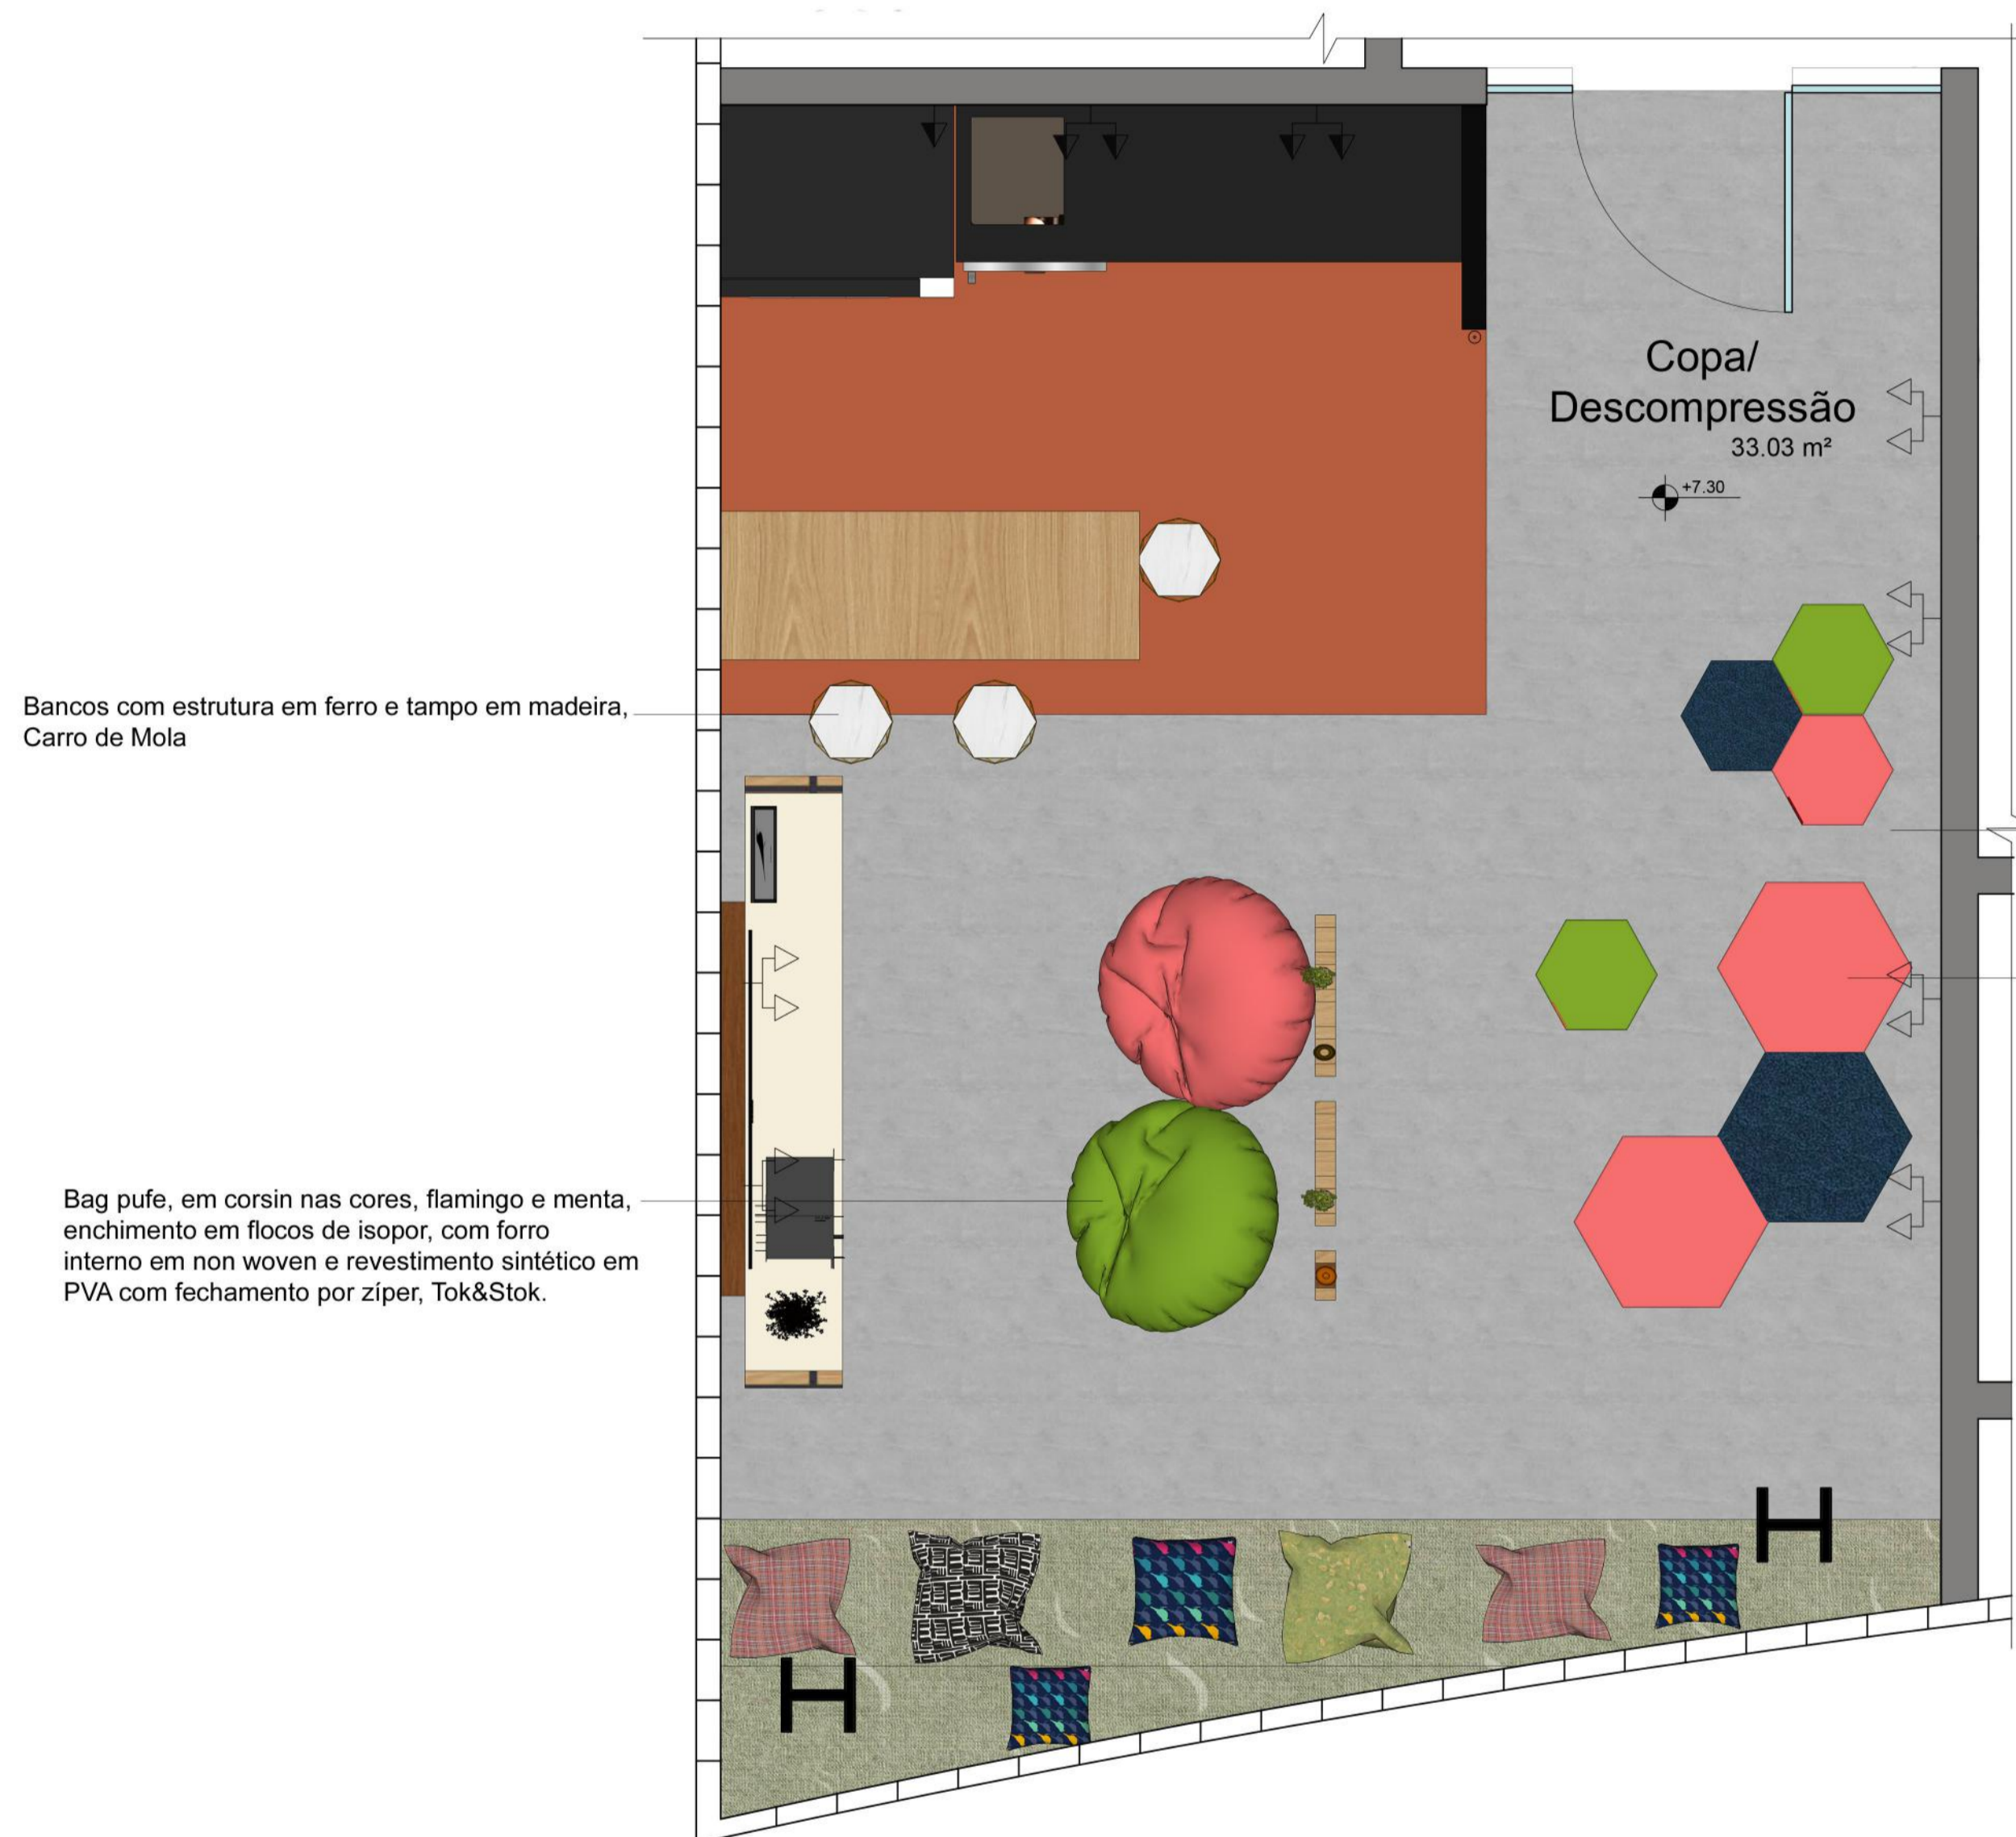 Copa/
Descompressão
33.03 m²
+7.30
Bancos com estrutura em ferro e tampo em madeira,
Carro de Mola
Bag pufe, em corsin nas cores, flamingo e menta,
enchimento em flocos de isopor, com forro
interno em non woven e revestimento sintético em
PVA com fechamento por zíper, Tok&Stok.